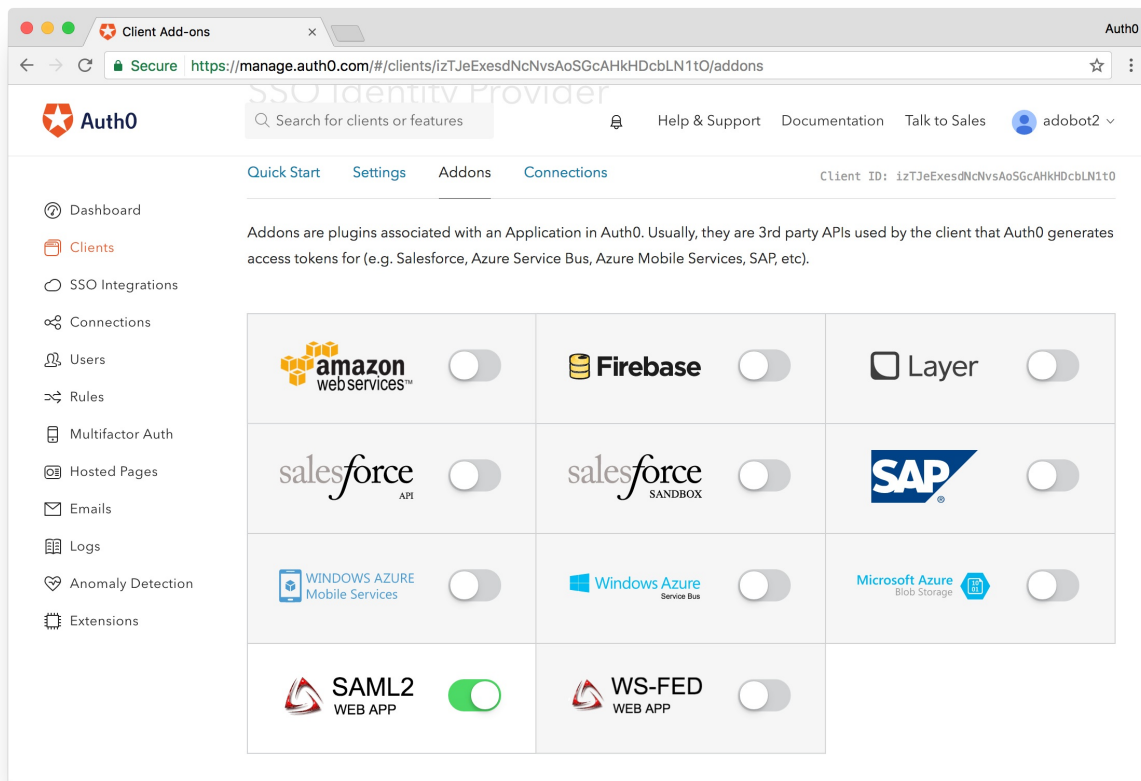 Client Add-ons
Auth0
Secure https://manage.auth0.com/#/clients/izTJeExesdNcNvsAoSGcAHkHDcbLN1tO/addons
SSO Identity Provider
Auth0
Search for clients or features
Help & Support
Documentation
Talk to Sales
adobot2
Quick Start
Settings
Addons
Connections
Client ID: izTJeExesdNcNvsAoSGcAHkHDcbLN1tO
Dashboard
Clients
SSO Integrations
Connections
Users
Rules
Multifactor Auth
Hosted Pages
Emails
Logs
Anomaly Detection
Extensions
Addons are plugins associated with an Application in Auth0. Usually, they are 3rd party APIs used by the client that Auth0 generates
access tokens for (e.g. Salesforce, Azure Service Bus, Azure Mobile Services, SAP, etc).
amazon
webservices™
Firebase
Layer
salesforce
API
salesforce
SANDBOX
SAP®
WINDOWS AZURE
Mobile Services
Windows Azure
Service Bus
Microsoft Azure
Blob Storage
10
01
SAML2
WEB APP
WS-FED
WEB APP